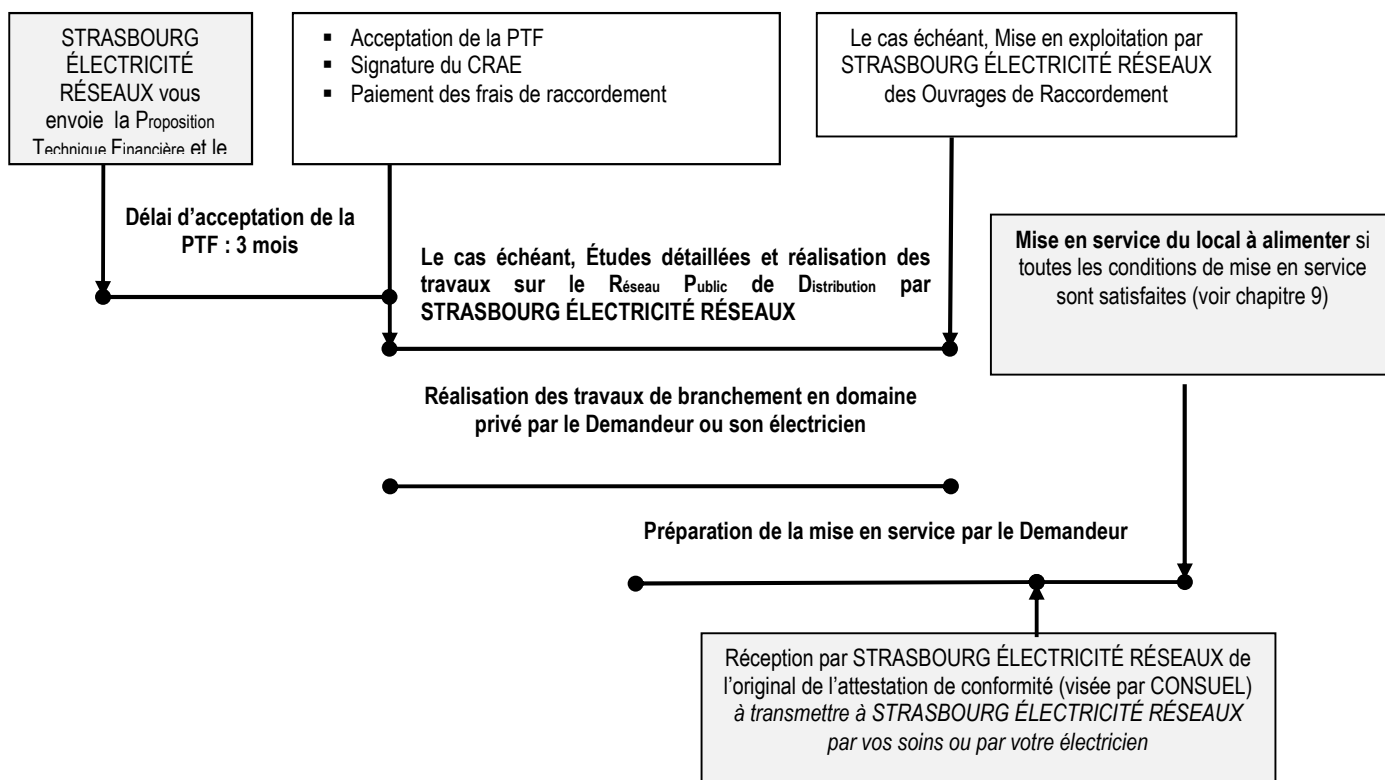 STRASBOURG
ÉLECTRICITÉ
RÉSEAUX vous
envoie la Proposition
Technique Financière et le
▪ Acceptation de la PTF
▪ Signature du CRAE
▪ Paiement des frais de raccordement
Le cas échéant, Mise en exploitation par
STRASBOURG ÉLECTRICITÉ RÉSEAUX
des Ouvrages de Raccordement
Délai d’acceptation de la
PTF : 3 mois
Le cas échéant, Études détaillées et réalisation des
travaux sur le Réseau Public de Distribution par
STRASBOURG ÉLECTRICITÉ RÉSEAUX
Mise en service du local à alimenter si
toutes les conditions de mise en service
sont satisfaites (voir chapitre 9)
Réalisation des travaux de branchement en domaine
privé par le Demandeur ou son électricien
Préparation de la mise en service par le Demandeur
Réception par STRASBOURG ÉLECTRICITÉ RÉSEAUX de
l’original de l’attestation de conformité (visée par CONSUEL)
à transmettre à STRASBOURG ÉLECTRICITÉ RÉSEAUX
par vos soins ou par votre électricien